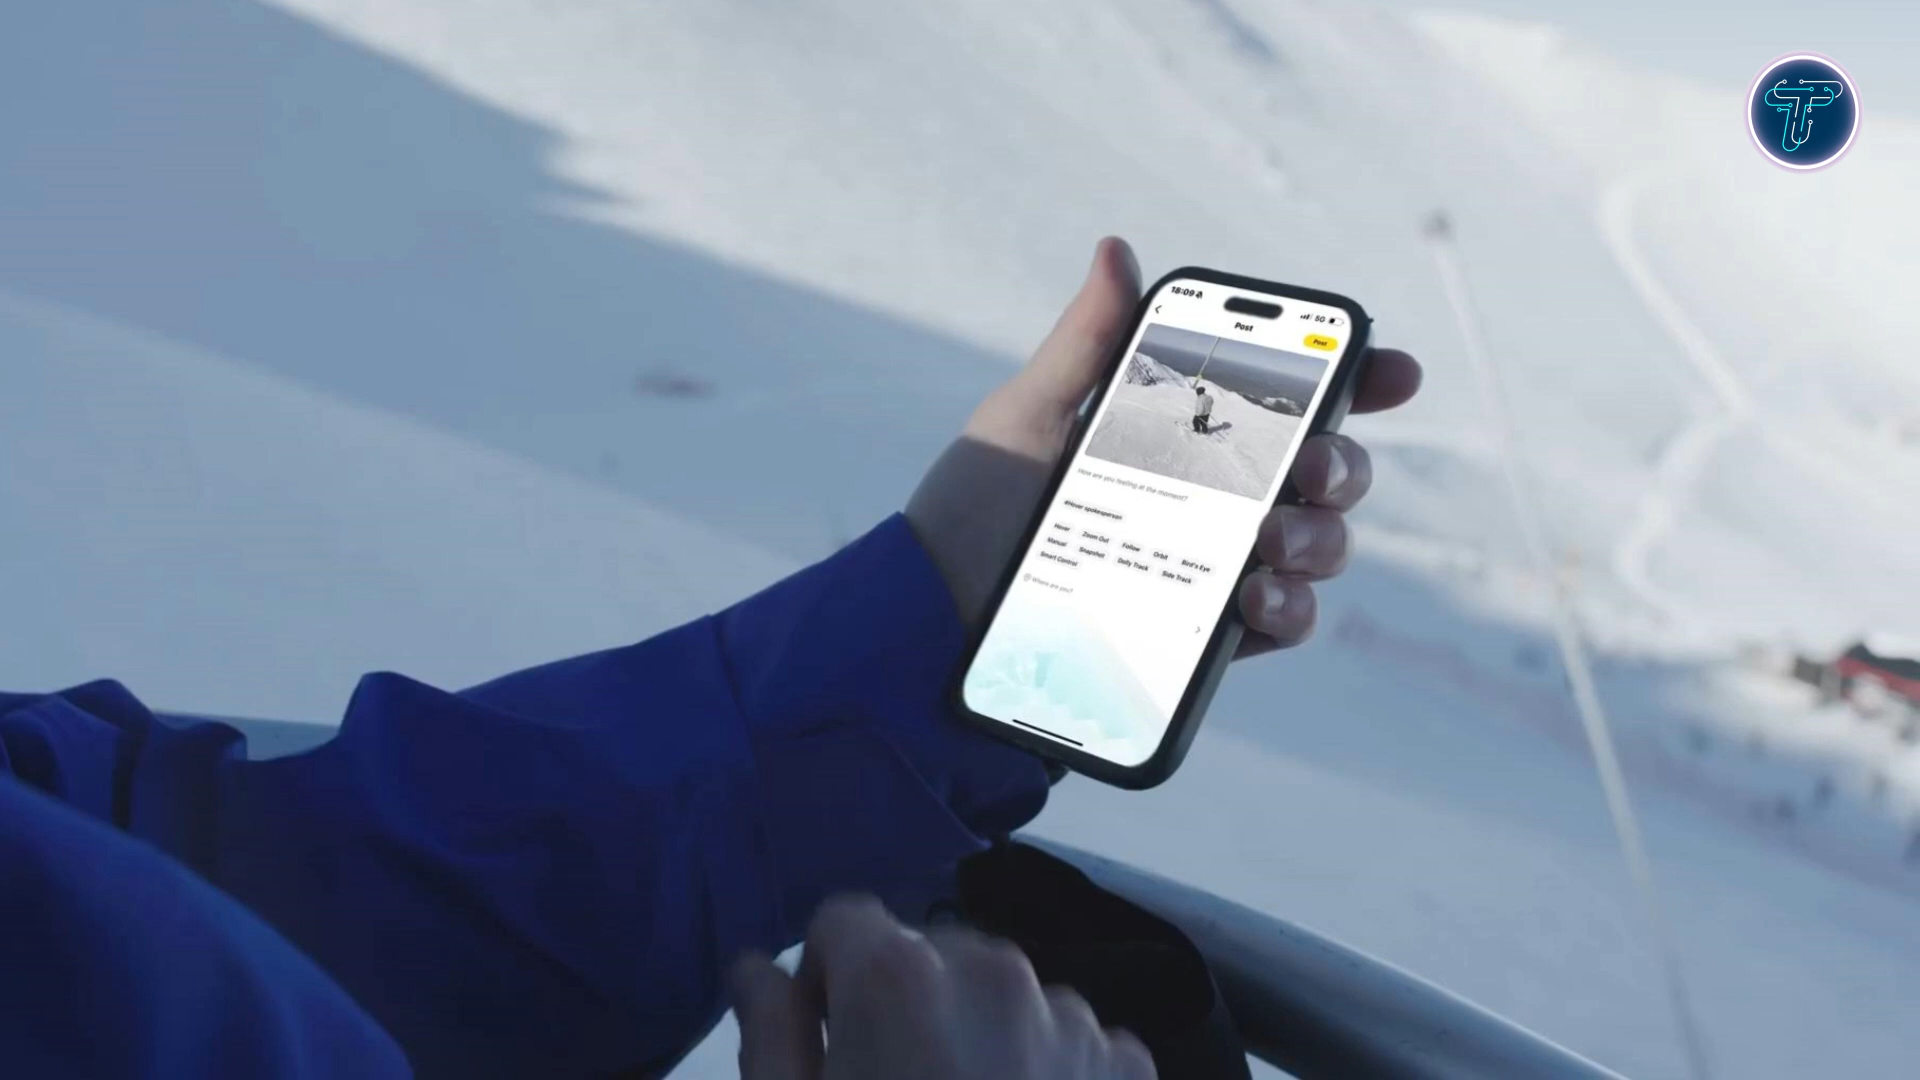 18:09
5G
Post
Post
How are you feeling at the moment?
#Hover spokesperson
Hover Zoom Out Follow Orbit Bird's Eye
Manual Snapshot Dolly Track Side Track
Smart Control
Where are you?
T